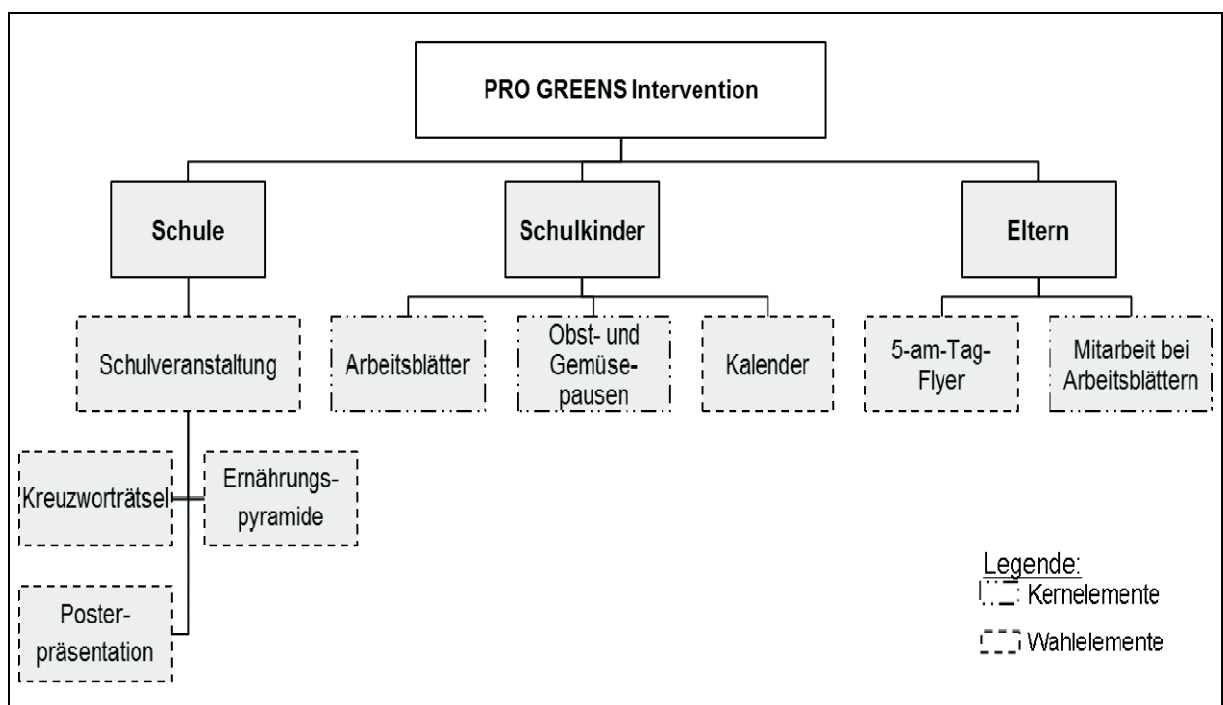 PRO GREENS Intervention
Schule
Schulkinder
Eltern
Schulveranstaltung
Arbeitsblätter
Obst- und
Gemüse-
pausen
Kalender
5-am-Tag-
Flyer
Mitarbeit bei
Arbeitsblättern
Kreuzworträtsel
Ernährungs-
pyramide
Poster-
präsentation
Legende:
Kernelemente
Wahlelemente